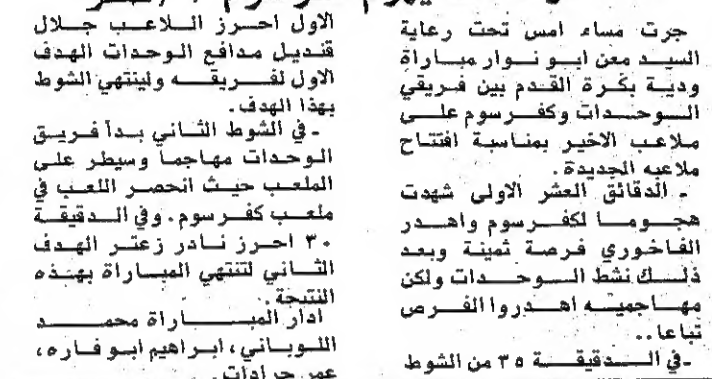 جرت مساء امس تحت رعاية
السيد معن ابو نوار مباراة
ودية بكرة القدم بين فريقي
الوحدات وكفرسوم على
ملاعب الاخير بمناسبة افتتاح
ملاعبه الجديدة.
- الدقائق العشر الاولى شهدت
هجوما لكفرسوم واهدر
الفاخوري فرصة ثمينة وبعد
ذلك نشط الوحدات ولكن
مهاجميه اهدروا الفرص
تباعا..
-في الدقيقة ٣٥ من الشوط
الاول احرز اللاعب جلال
قنديل مدافع الوحدات الهدف
الاول لفريقه ولينتهي الشوط
بهذا الهدف.
- في الشوط الثاني بدأ فريق
الوحدات مهاجما وسيطر على
الملعب حيث انحصر اللعب في
ملعب كفرسوم. وفي الدقيقة
٣٠ احرز نادر زعتر الهدف
الثاني لتنتهي المباراة بهذه
النتيجة.
ادار المباراة محمد
اللوباني، ابراهيم ابو فاره،
عمر جرادات.